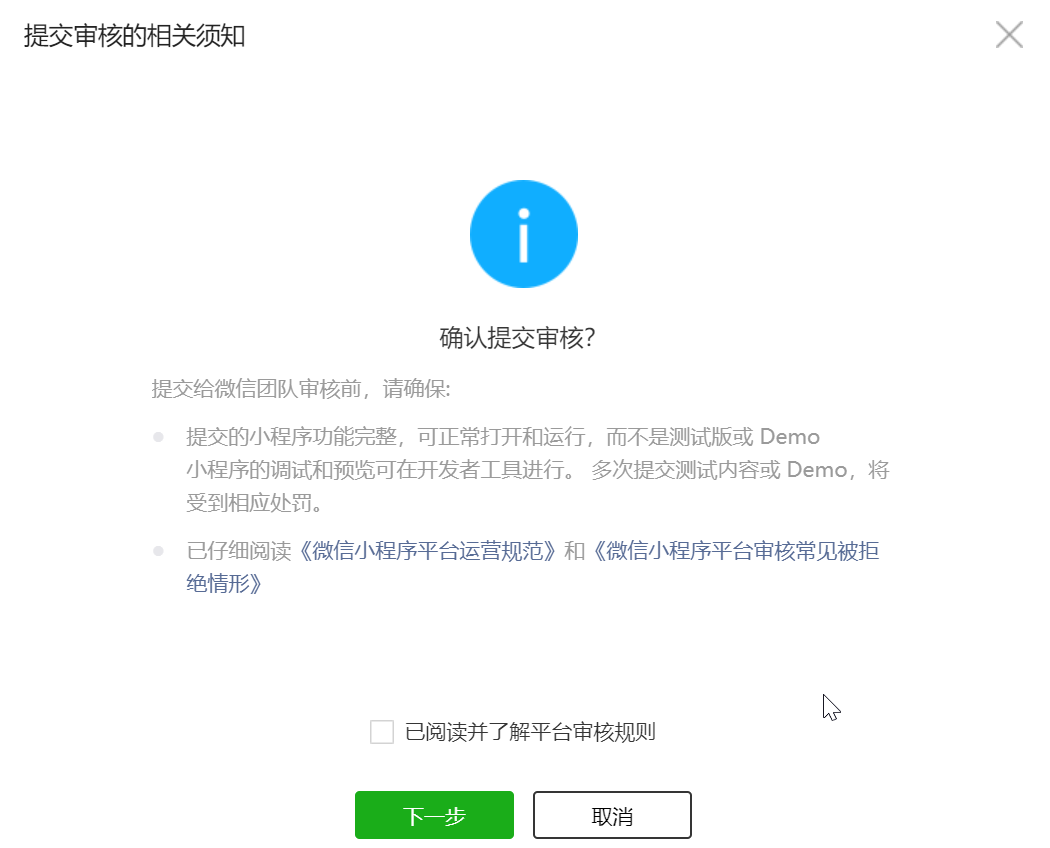 提交审核的相关须知
确认提交审核?
提交给微信团队审核前，请确保:
提交的小程序功能完整，可正常打开和运行，而不是测试版或 Demo
小程序的调试和预览可在开发者工具进行。 多次提交测试内容或 Demo，将
受到相应处罚。
已仔细阅读《微信小程序平台运营规范》和《微信小程序平台审核常见被拒
绝情形》
已阅读并了解平台审核规则
下一步
取消